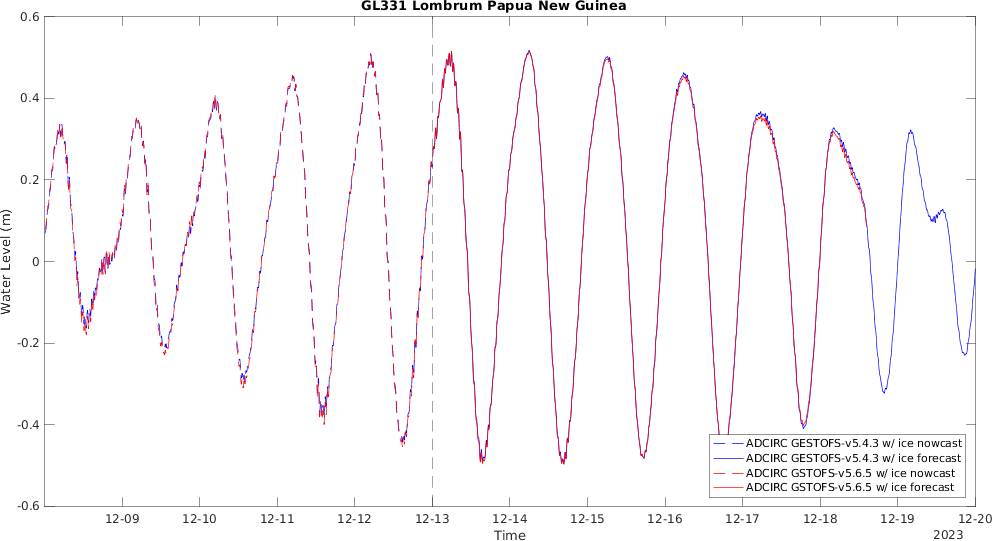 GL331 Lombrum Papua New Guinea
0.6
0.4
0.2
0
-0.2
-0.4
-0.6
Water Level (m)
ADCIRC GESTOFS-v5.4.3 w/ ice nowcast
ADCIRC GESTOFS-v5.4.3 w/ ice forecast
ADCIRC GSTOFS-v5.6.5 w/ ice nowcast
ADCIRC GSTOFS-v5.6.5 w/ ice forecast
12-09 12-10 12-11 12-12 12-13 12-14 12-15 12-16 12-17 12-18 12-19 12-20
Time
2023